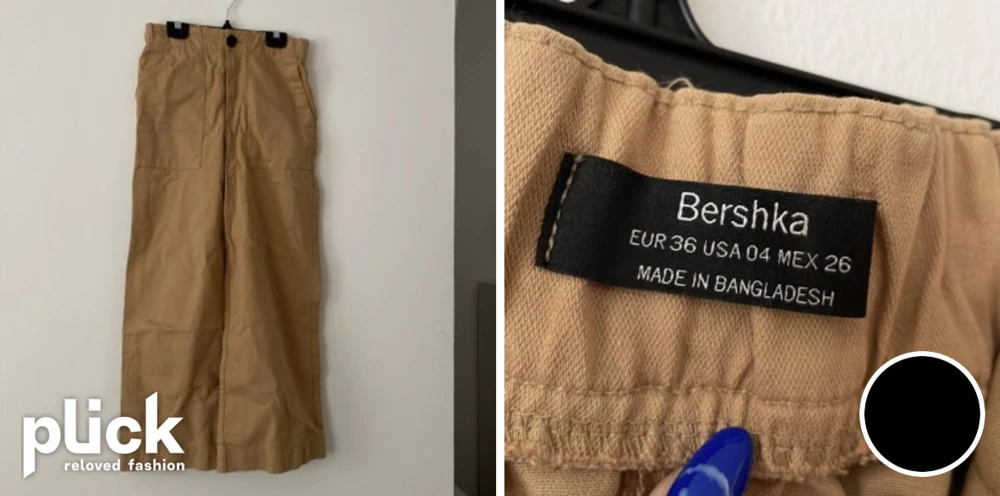 plick
reloved fashion
Bershka
EUR 36 USA 04 MEX 26
MADE IN BANGLADESH